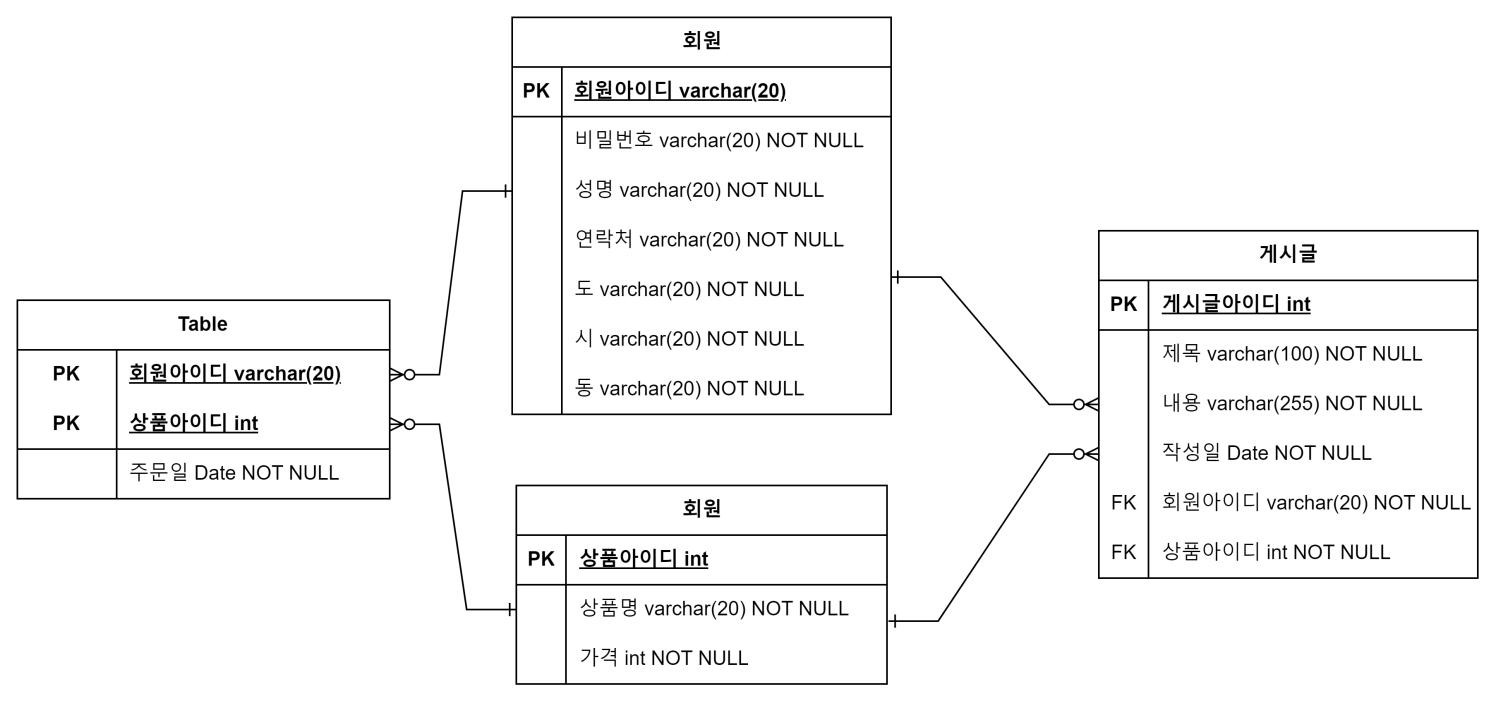 회원
PK 회원아이디 varchar(20)
비밀번호 varchar(20) NOT NULL
성명 varchar(20) NOT NULL
연락처 varchar(20) NOT NULL
도 varchar(20) NOT NULL
시 varchar(20) NOT NULL
동 varchar(20) NOT NULL
Table
PK 회원아이디 varchar(20)
PK 상품아이디 int
주문일 Date NOT NULL
회원
PK 상품아이디 int
상품명 varchar(20) NOT NULL
가격 int NOT NULL
게시글
PK 게시글아이디 int
제목 varchar(100) NOT NULL
내용 varchar(255) NOT NULL
작성일 Date NOT NULL
FK 회원아이디 varchar(20) NOT NULL
FK 상품아이디 int NOT NULL